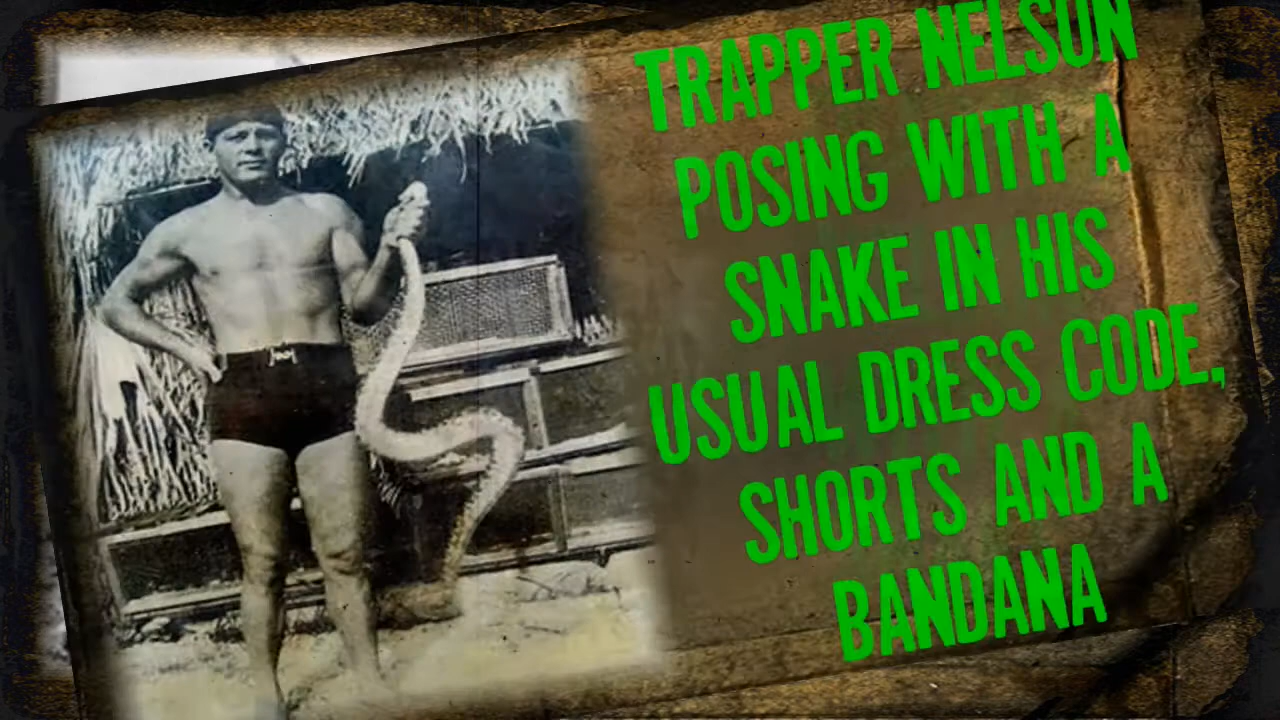 TRAPPER NELSON
POSING WITH A
SNAKE IN HIS
USUAL DRESS CODE,
SHORTS AND A
BANDANA